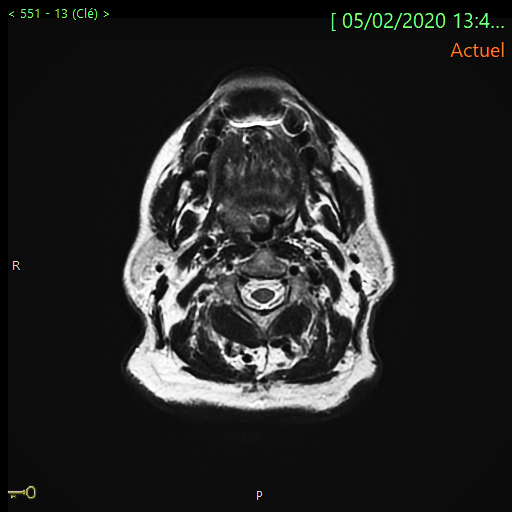 < 551 - 13 (Clé) >
[ 05/02/2020 13:4...
Actuel
R
P